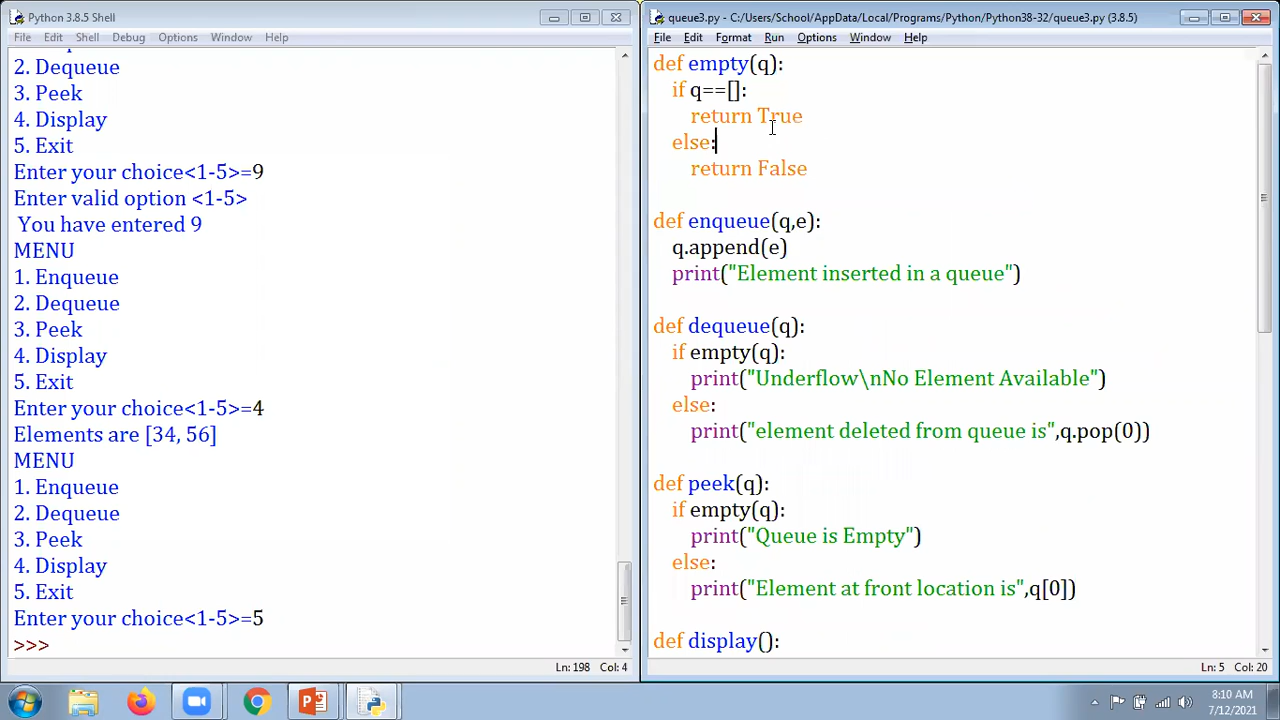 Python 3.8.5 Shell
File Edit Shell Debug Options Window Help
2. Dequeue
3. Peek
4. Display
5. Exit
Enter your choice<1-5>=9
Enter valid option <1-5>
You have entered 9
MENU
1. Enqueue
2. Dequeue
3. Peek
4. Display
5. Exit
Enter your choice<1-5>=4
Elements are [34, 56]
MENU
1. Enqueue
2. Dequeue
3. Peek
4. Display
5. Exit
Enter your choice<1-5>=5
>>>
Ln: 198 Col: 4
queue3.py - C:/Users/School/AppData/Local/Programs/Python/Python38-32/queue3.py (3.8.5)
File Edit Format Run Options Window Help
def empty(q):
if q==[]:
return True
else:
return False
def enqueue(q,e):
q.append(e)
print("Element inserted in a queue")
def dequeue(q):
if empty(q):
print("Underflow\nNo Element Available")
else:
print("element deleted from queue is",q.pop(0))
def peek(q):
if empty(q):
print("Queue is Empty")
else:
print("Element at front location is",q[0])
def display():
Ln: 5 Col: 20
8:10 AM
7/12/2021